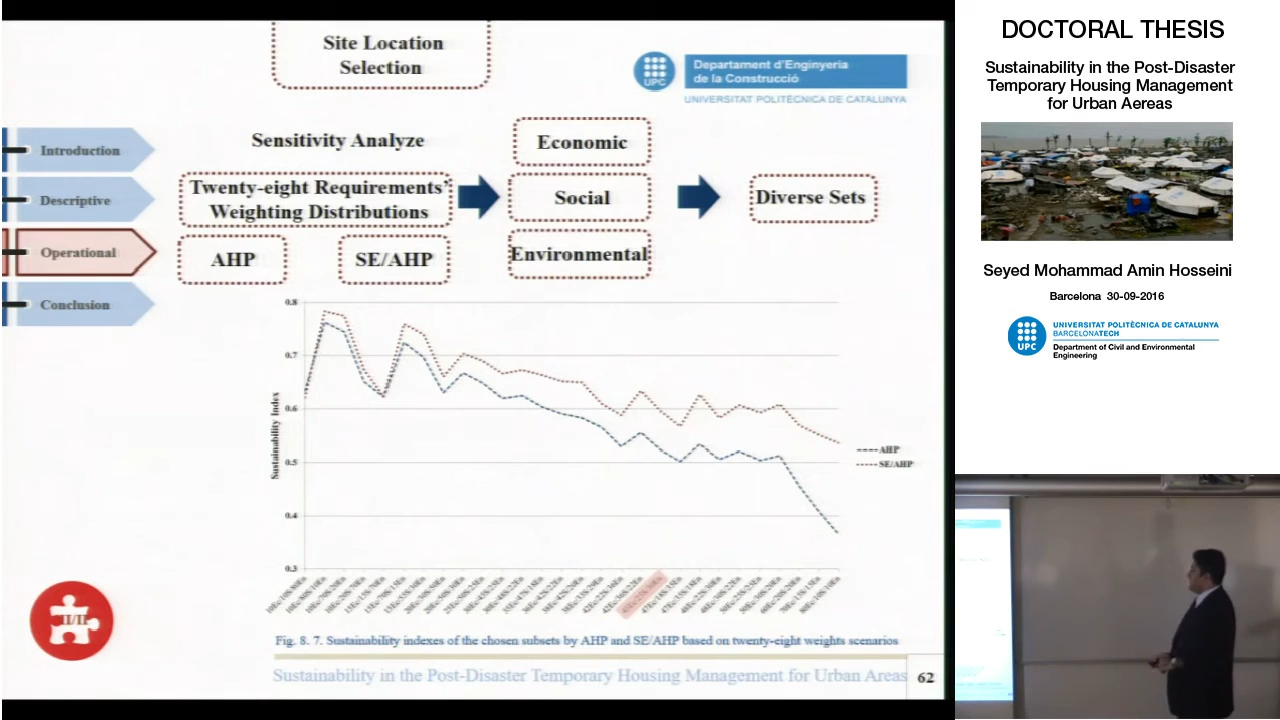 Site Location
Selection
UPC
Departament d'Enginyeria
de la Construcció
UNIVERSITAT POLITÈCNICA DE CATALUNYA
Introduction
Descriptive
Operational
Conclusion
Sensitivity Analyze
Twenty-eight Requirements'
Weighting Distributions
AHP
SE/AHP
Economic
Social
Environmental
Diverse Sets
Sustainability Index
0.8
0.7
0.6
0.5
0.4
0.3
AHP
SE/AHP
II/II
Fig. 8. 7. Sustainability indexes of the chosen subsets by AHP and SE/AHP based on twenty-eight weights scenarios
Sustainability in the Post-Disaster Temporary Housing Management for Urban Areas
62
DOCTORAL THESIS
Sustainability in the Post-Disaster
Temporary Housing Management
for Urban Aereas
Seyed Mohammad Amin Hosseini
Barcelona 30-09-2016
UPC
UNIVERSITAT POLITÈCNICA DE CATALUNYA
BARCELONATECH
Department of Civil and Environmental
Engineering